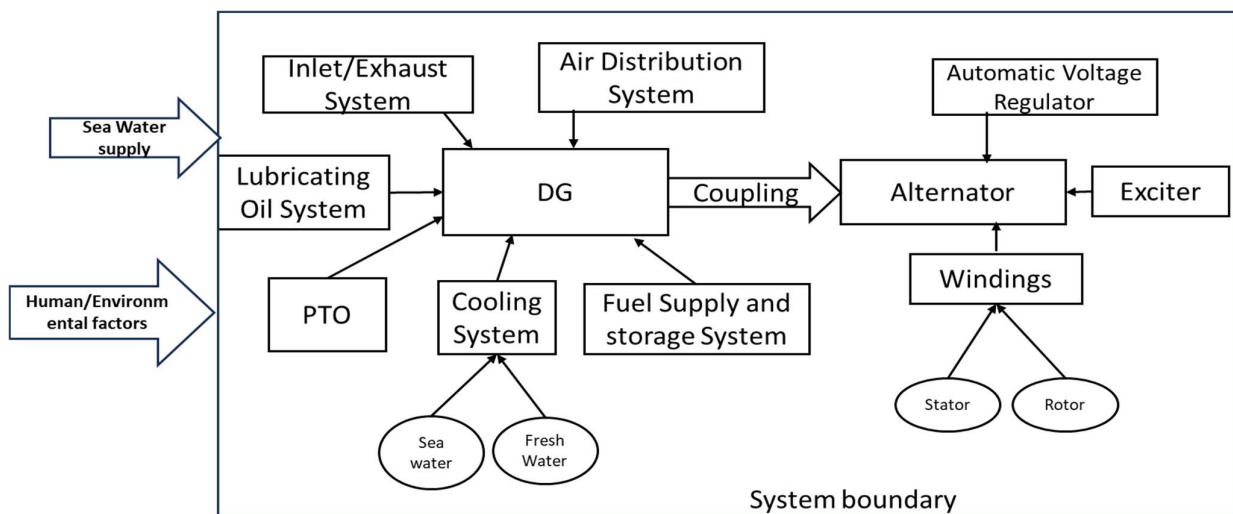 Inlet/Exhaust
System
Air Distribution
System
Automatic Voltage
Regulator
Sea Water
supply
Lubricating
Oil System
DG
Coupling
Alternator
Exciter
Human/Environm
ental factors
PTO
Cooling
System
Fuel Supply and
storage System
Windings
Sea
water
Fresh
Water
Stator
Rotor
System boundary